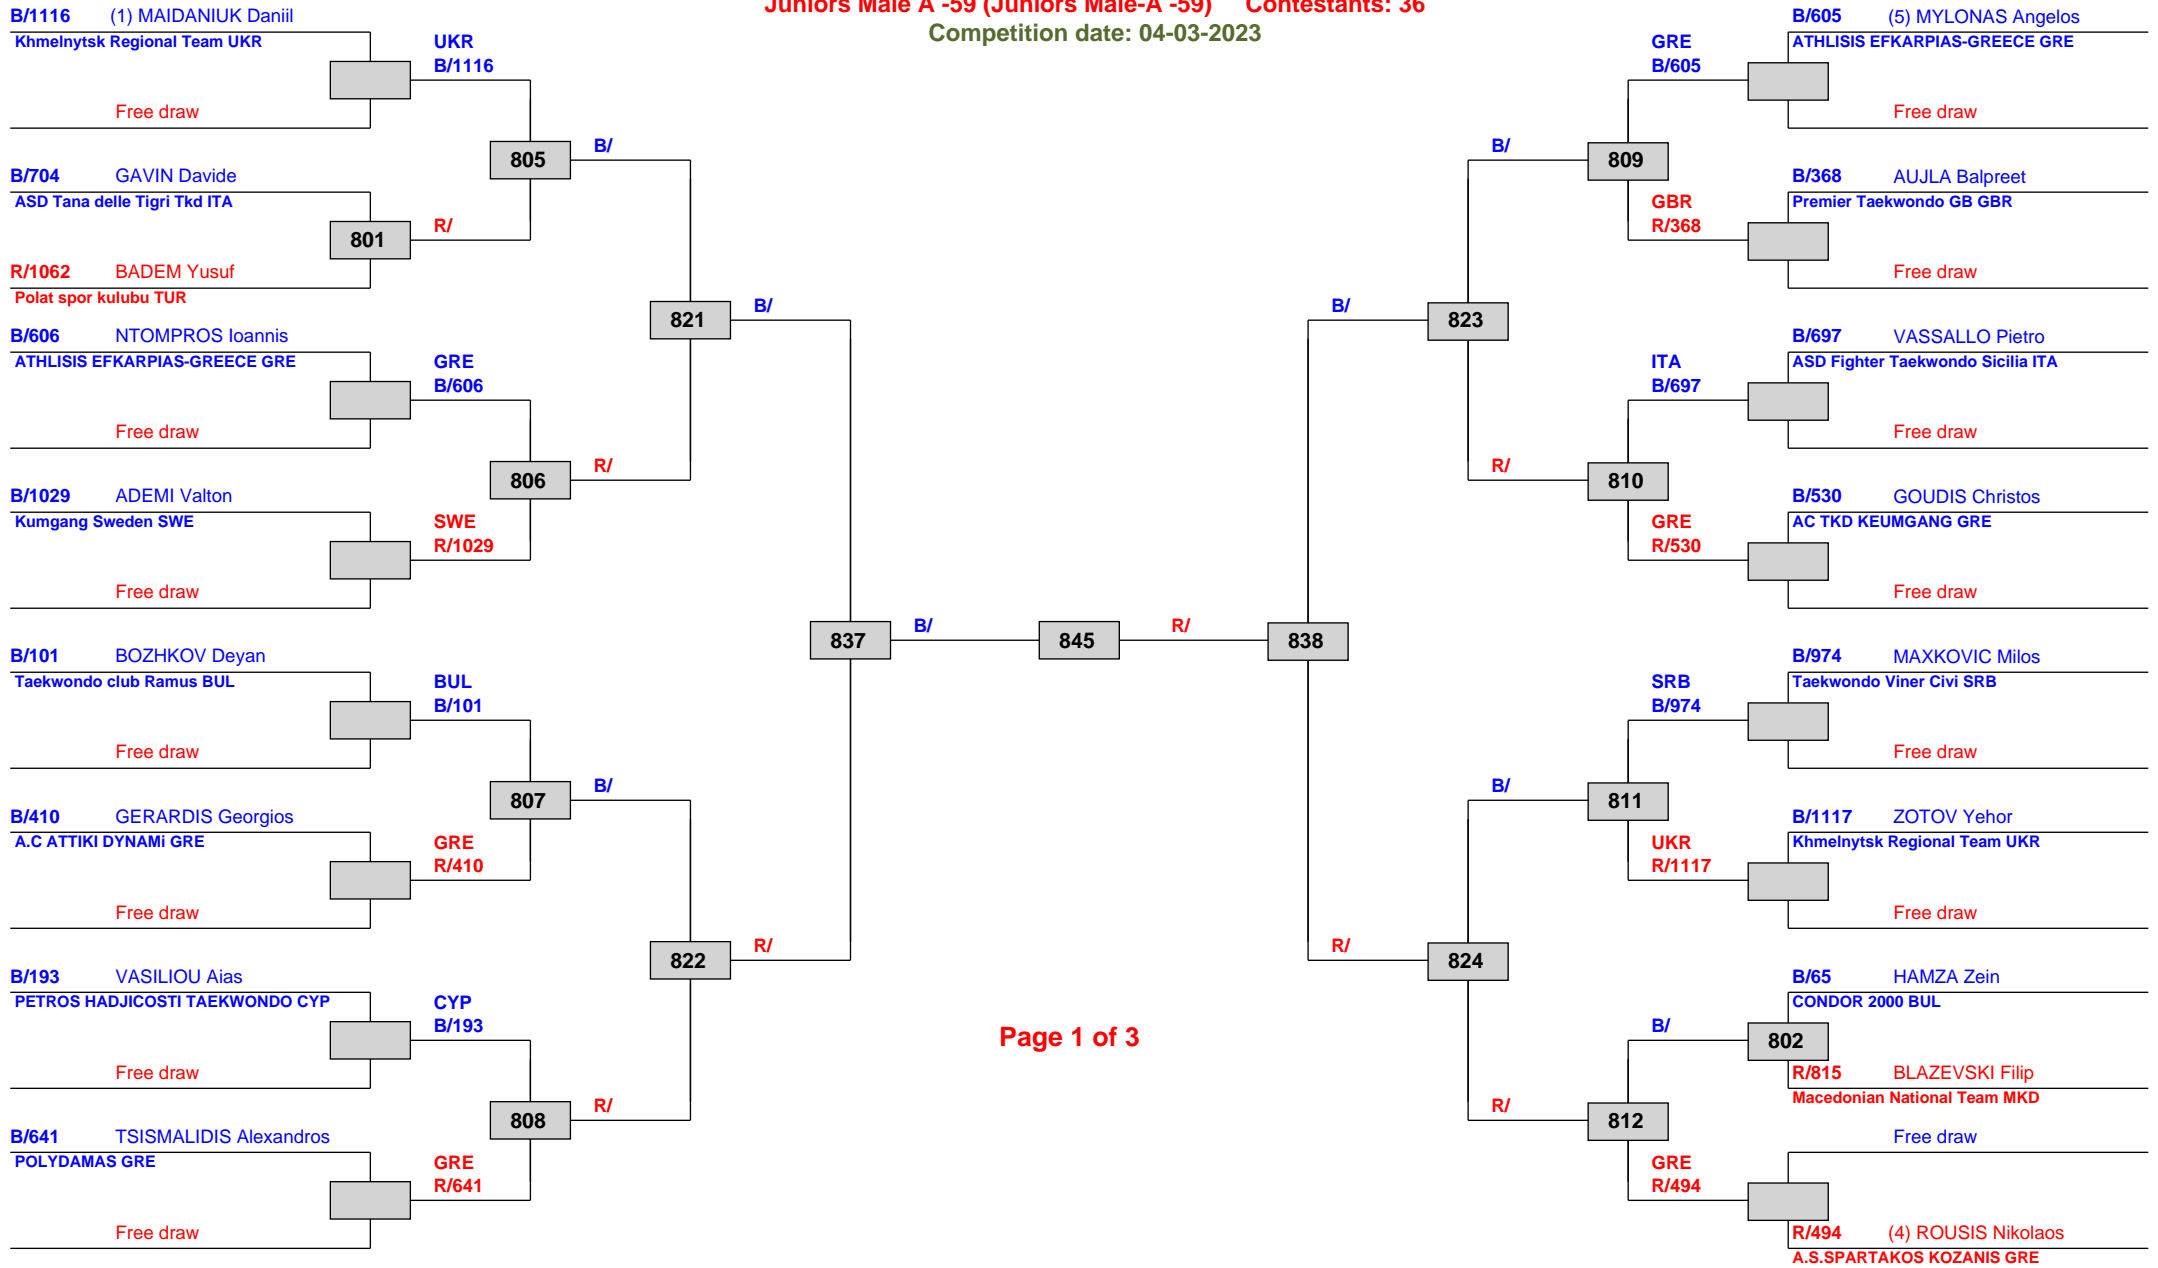 Juniors Male A -59 (Juniors Male-A -59) Contestants: 36
Competition date: 04-03-2023
B/1116 (1) MAIDANIUK Daniil
Khmelnytsk Regional Team UKR
Free draw
UKR
B/1116
B/704 GAVIN Davide
ASD Tana delle Tigri Tkd ITA
801
R/
R/1062 BADEM Yusuf
Polat spor kulubu TUR
805
B/
B/606 NTOMPROS Ioannis
ATHLISIS EFKARPIAS-GREECE GRE
Free draw
GRE
B/606
B/1029 ADEMI Valton
Kumgang Sweden SWE
Free draw
SWE
R/1029
806
R/
821
B/
B/101 BOZHKOV Deyan
Taekwondo club Ramus BUL
Free draw
BUL
B/101
B/410 GERARDIS Georgios
A.C ATTIKI DYNAMi GRE
Free draw
GRE
R/410
807
B/
B/193 VASILIOU Aias
PETROS HADJICOSTI TAEKWONDO CYP
Free draw
CYP
B/193
B/641 TSISMALIDIS Alexandros
POLYDAMAS GRE
Free draw
GRE
R/641
808
R/
822
R/
837
B/
845
R/
838
B/605 (5) MYLONAS Angelos
ATHLISIS EFKARPIAS-GREECE GRE
Free draw
GRE
B/605
B/368 AUJLA Balpreet
Premier Taekwondo GB GBR
Free draw
GBR
R/368
809
B/
B/697 VASSALLO Pietro
ASD Fighter Taekwondo Sicilia ITA
Free draw
ITA
B/697
B/530 GOUDIS Christos
AC TKD KEUMGANG GRE
Free draw
GRE
R/530
810
R/
823
B/
B/974 MAXKOVIC Milos
Taekwondo Viner Civi SRB
Free draw
SRB
B/974
B/1117 ZOTOV Yehor
Khmelnytsk Regional Team UKR
Free draw
UKR
R/1117
811
B/
B/65 HAMZA Zein
CONDOR 2000 BUL
802
B/
R/815 BLAZEVSKI Filip
Macedonian National Team MKD
Free draw
GRE
R/494
R/494 (4) ROUSIS Nikolaos
A.S.SPARTAKOS KOZANIS GRE
812
R/
824
R/
Page 1 of 3